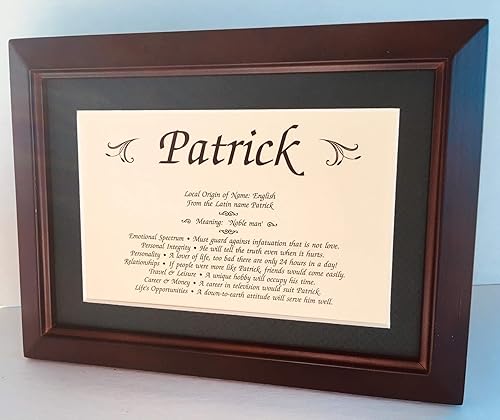 Patrick
Local Origin of Name: English
From the Latin name Patrick
Meaning: 'Noble man'
Emotional Spectrum • Must guard against infatuation that is not love.
Personal Integrity • He will tell the truth even when it hurts.
Personality • A lover of life, too bad there are only 24 hours in a day!
Relationships • If people were more like Patrick, friends would come easily.
Travel & Leisure • A unique hobby will occupy his time.
Career & Money • A career in television would suit Patrick.
Life's Opportunities • A down-to-earth attitude will serve him well.